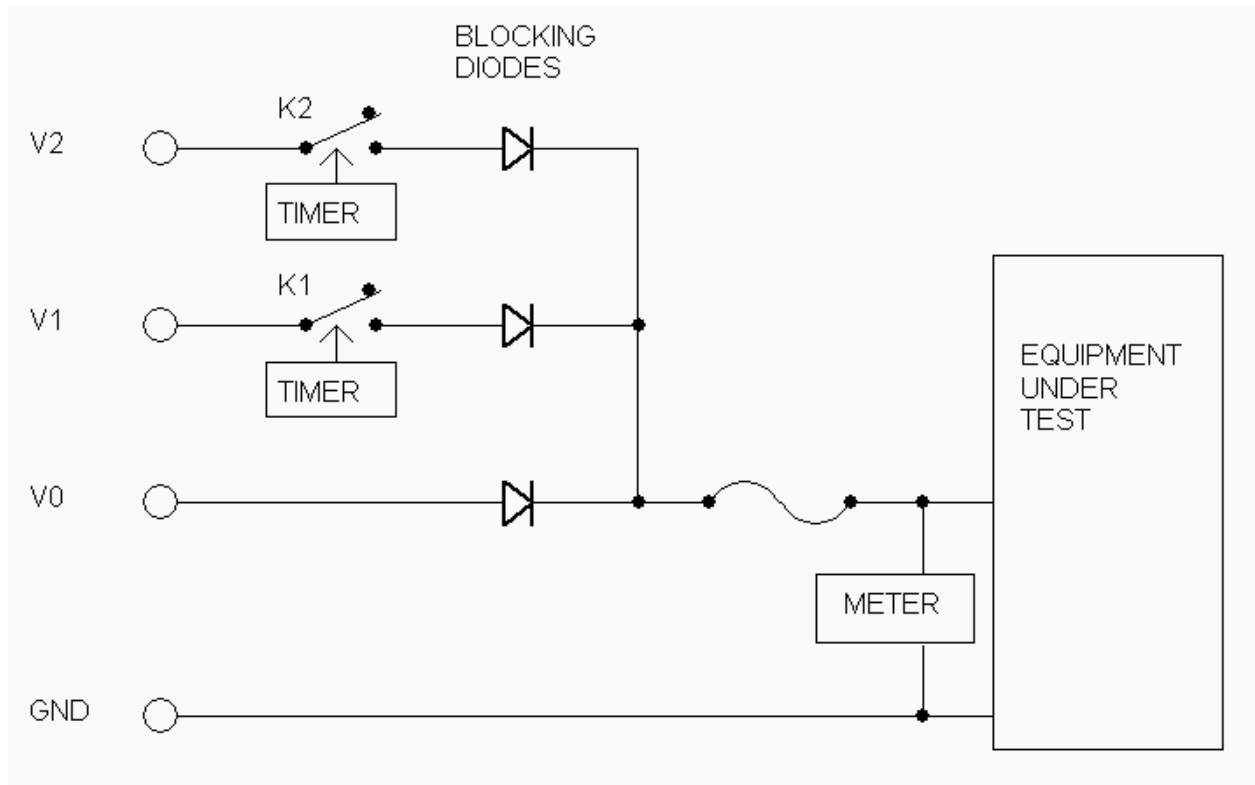 BLOCKING
DIODES
K2
V2
TIMER
K1
V1
TIMER
EQUIPMENT
UNDER
TEST
V0
METER
GND